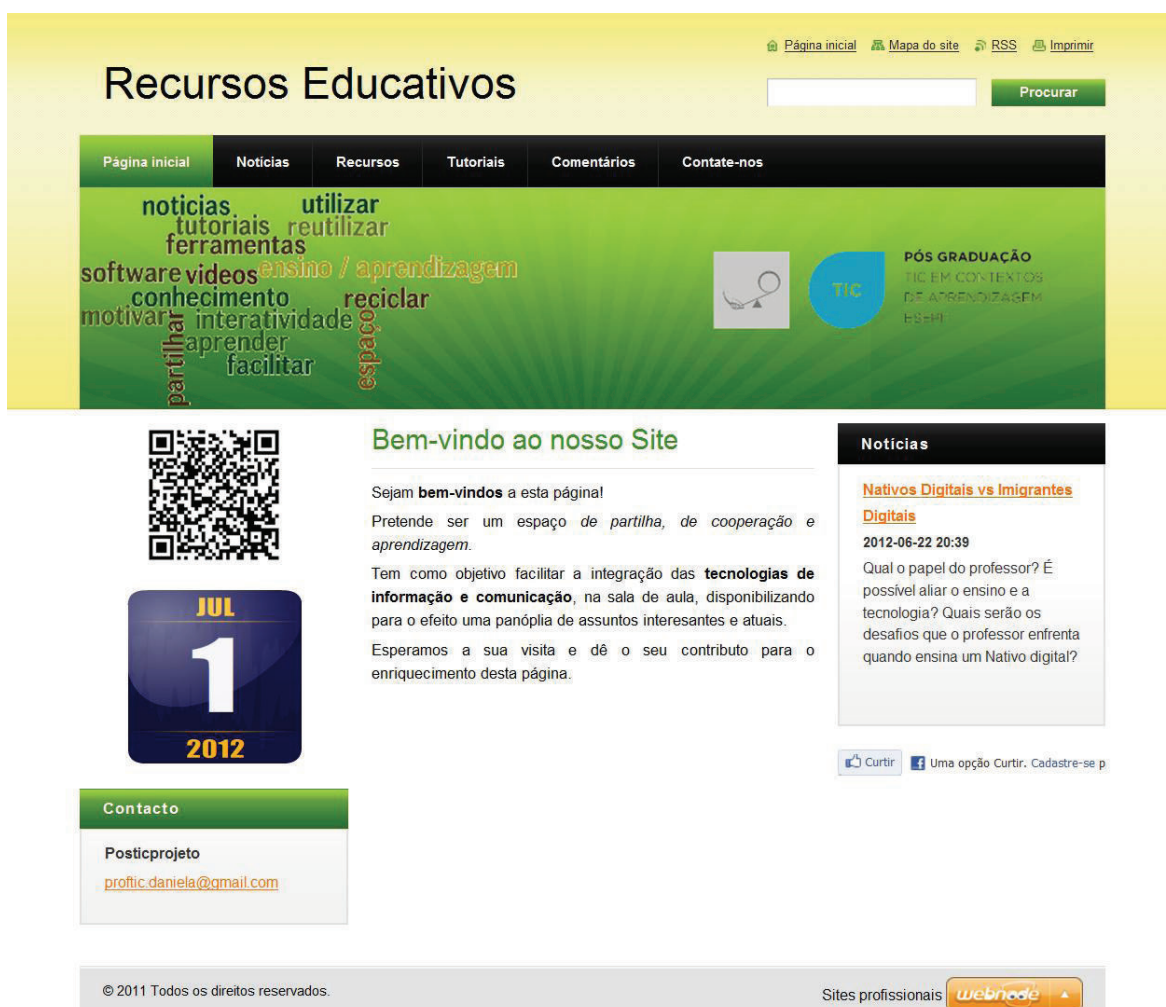 Página inicial Mapa do site RSS Imprimir
Recursos Educativos
Procurar
Página inicial Notícias Recursos Tutoriais Comentários Contate-nos
noticias utilizar
tutoriais reutilizar
ferramentas
software videos ensino / aprendizagem
conhecimento reciclar
motivar interatividade
partilhar aprender espaço
facilitar
PÓS GRADUAÇÃO
TIC TIC EM CONTEXTOS
DE APRENDIZAGEM
Bem-vindo ao nosso Site
Sejam bem-vindos a esta página!
Pretende ser um espaço de partilha, de cooperação e
aprendizagem.
Tem como objetivo facilitar a integração das tecnologias de
informação e comunicação, na sala de aula, disponibilizando
para o efeito uma panóplia de assuntos interesantes e atuais.
Esperamos a sua visita e dê o seu contributo para o
enriquecimento desta página.
Notícias
Nativos Digitais vs Imigrantes
Digitais
2012-06-22 20:39
Qual o papel do professor? É
possível aliar o ensino e a
tecnologia? Quais serão os
desafios que o professor enfrenta
quando ensina um Nativo digital?
Curtir Uma opção Curtir. Cadastre-se p
JUL
1
2012
Contacto
Posticprojeto
proftic.daniela@gmail.com
© 2011 Todos os direitos reservados.
Sites profissionais webnode